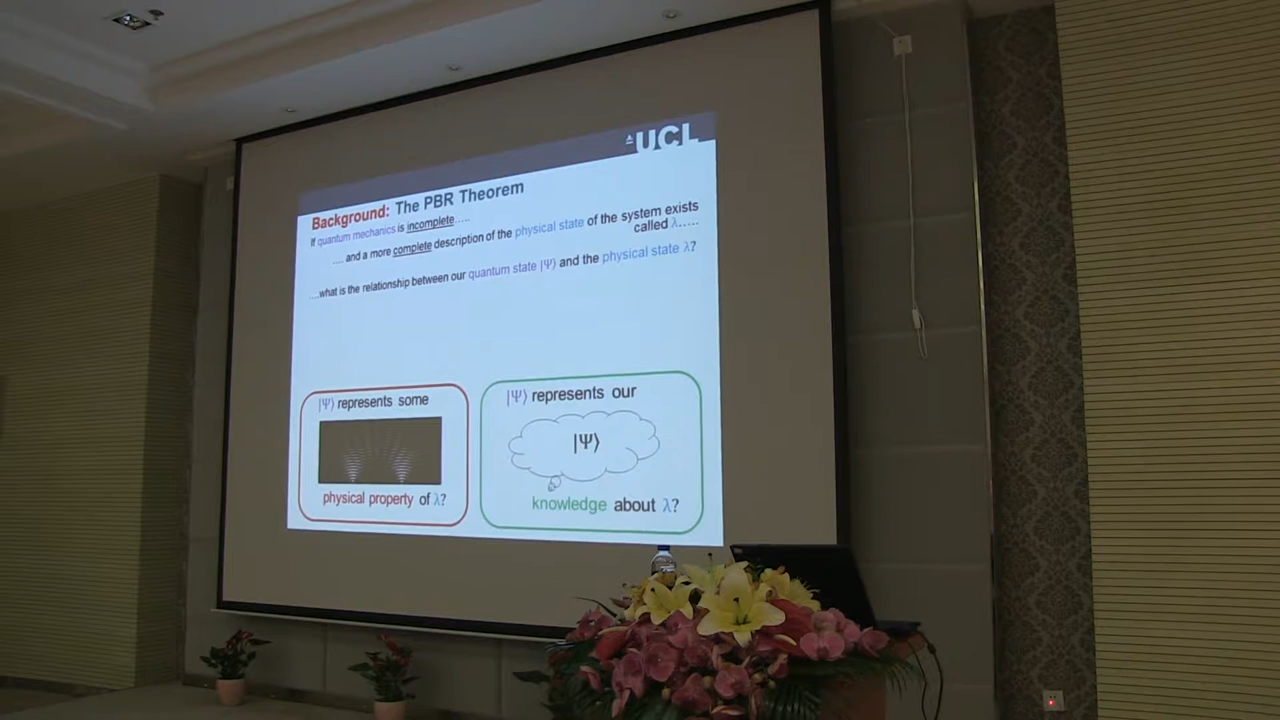 UCL
Background: The PBR Theorem
If quantum mechanics is incomplete.....
.... and a more complete description of the physical state of the system exists
called λ.....
....what is the relationship between our quantum state |Ψ⟩ and the physical state λ?
|Ψ⟩ represents some
physical property of λ?
|Ψ⟩ represents our
|Ψ⟩
knowledge about λ?